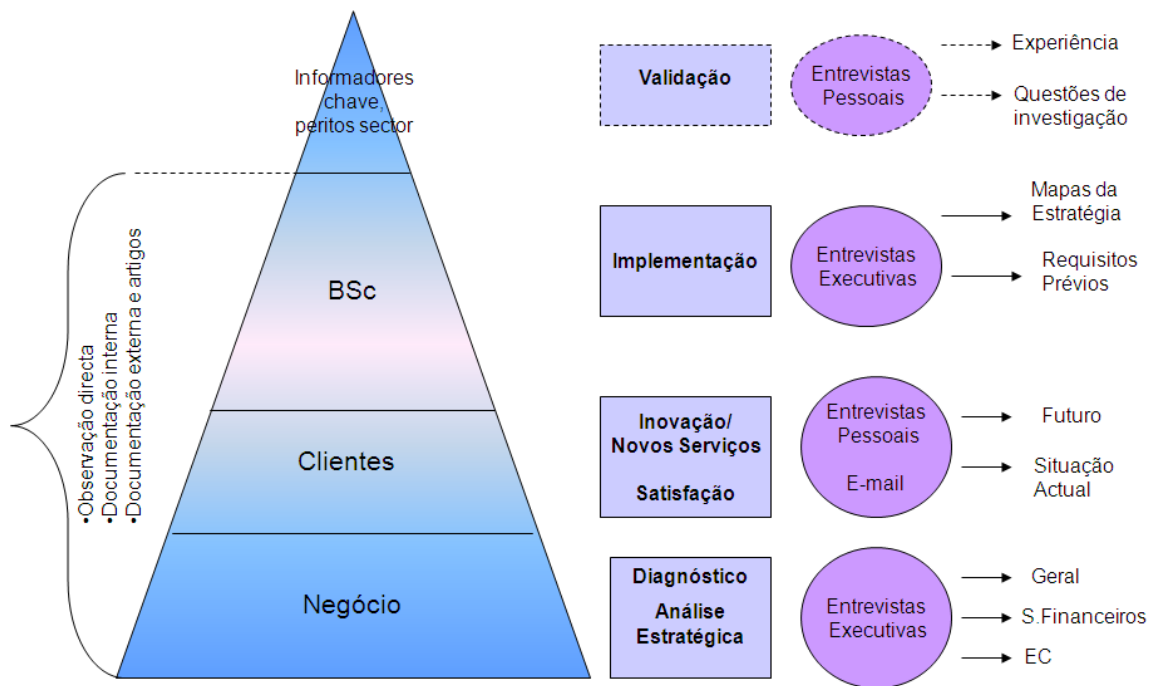 Informadores
chave,
peritos sector
Validação
Entrevistas
Pessoais
Experiência
Questões de
investigação
•Observação directa
•Documentação interna
•Documentação externa e artigos
BSc
Implementação
Entrevistas
Executivas
Mapas da
Estratégia
Requisitos
Prévios
Clientes
Inovação/
Novos Serviços
Satisfação
Entrevistas
Pessoais
E-mail
Futuro
Situação
Actual
Negócio
Diagnóstico
Análise
Estratégica
Entrevistas
Executivas
Geral
S.Financeiros
EC